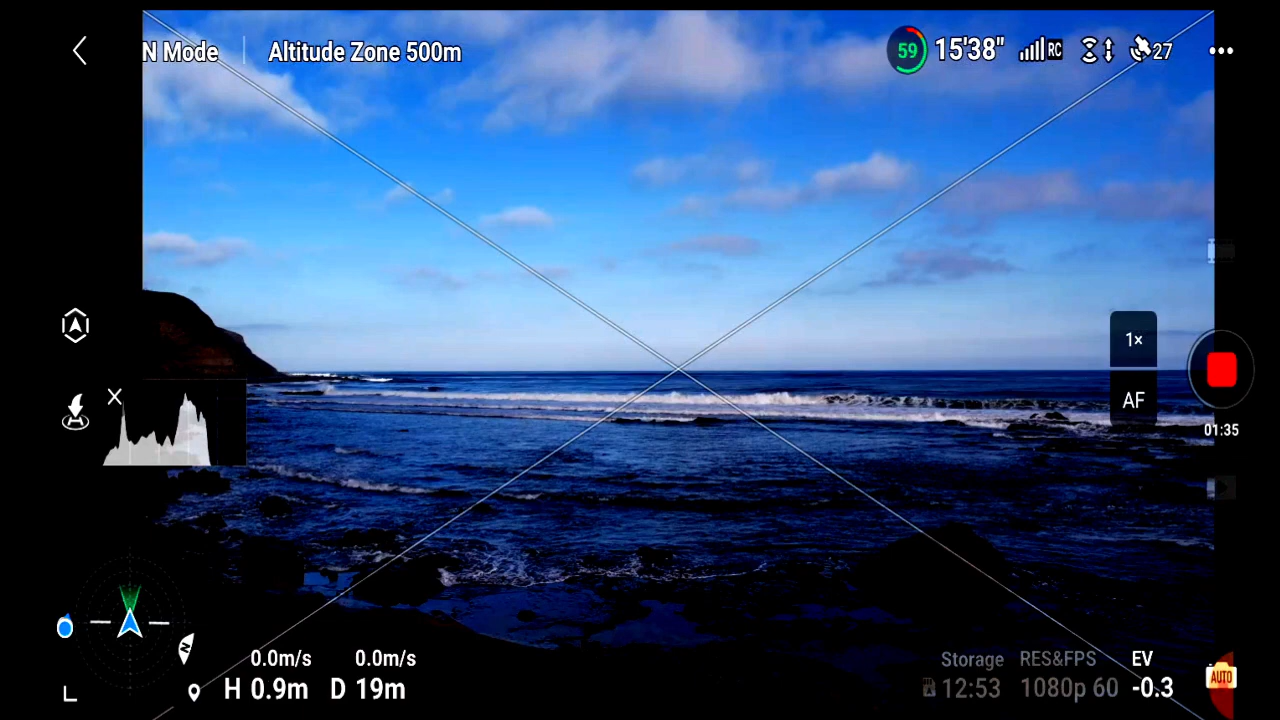 N Mode
Altitude Zone 500m
59
15'38"
RC
27
1×
AF
01:35
N
0.0m/s
0.0m/s
H 0.9m
D 19m
Storage
12:53
RES&FPS
1080p 60
EV
-0.3
AUTO